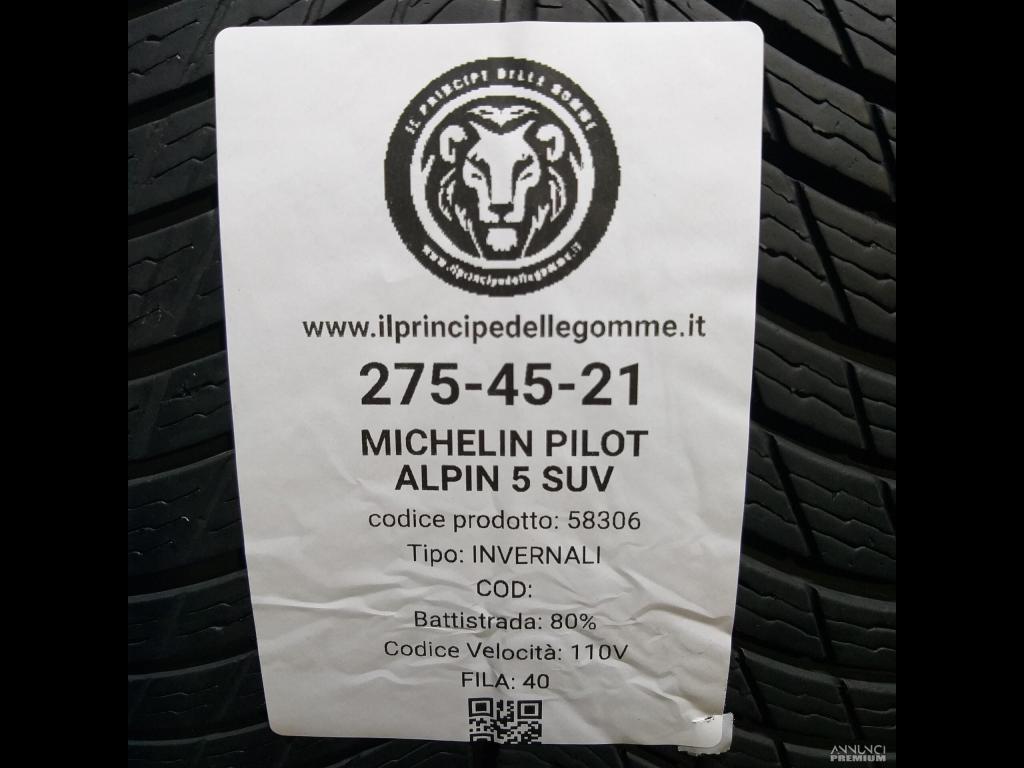 IL PRINCIPE DELLE GOMME
www.ilprincipedellegomme.it
www.ilprincipedellegomme.it
275-45-21
MICHELIN PILOT
ALPIN 5 SUV
codice prodotto: 58306
Tipo: INVERNALI
COD:
Battistrada: 80%
Codice Velocità: 110V
FILA: 40
ANNUNCI
PREMIUM